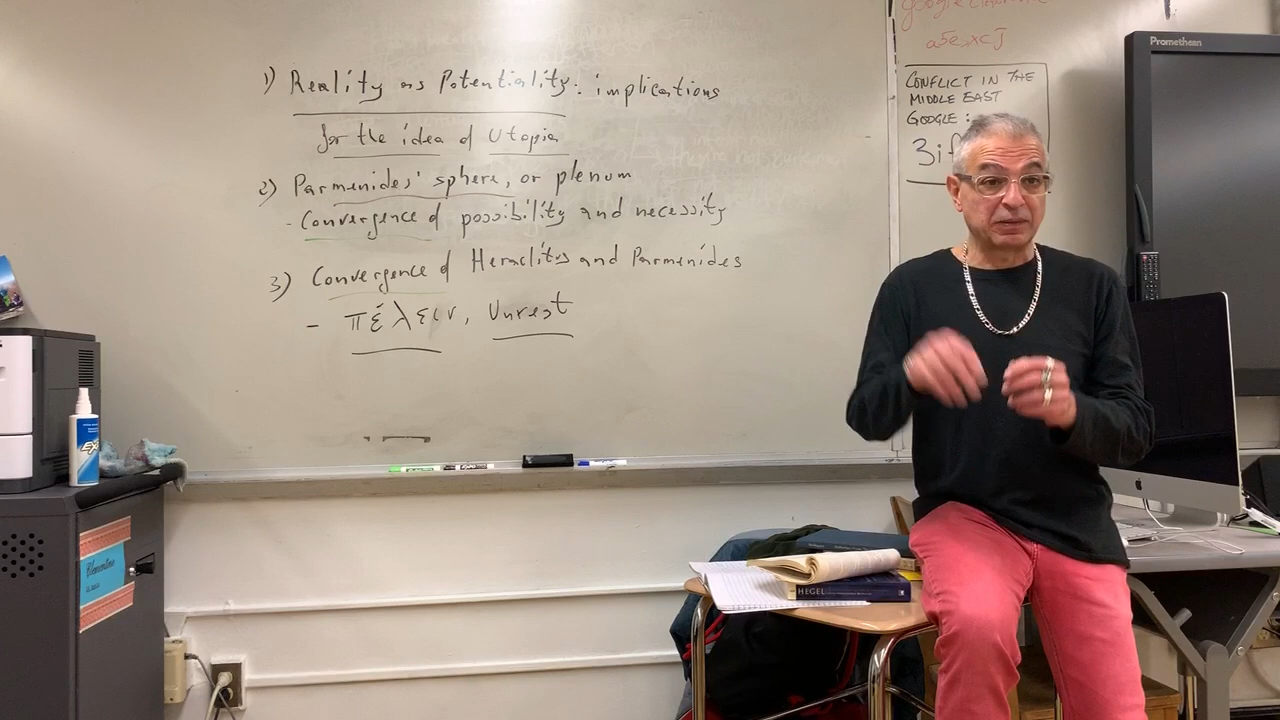 1) Reality as Potentiality: implications
for the idea of Utopia
2) Parmenides' sphere, or plenum
- Convergence of possibility and necessity
3) Convergence of Heraclitus and Parmenides
- πέλειν, Unrest
CONFLICT IN THE
MIDDLE EAST
GOOGLE:
Promethean
HEGEL
EXPO